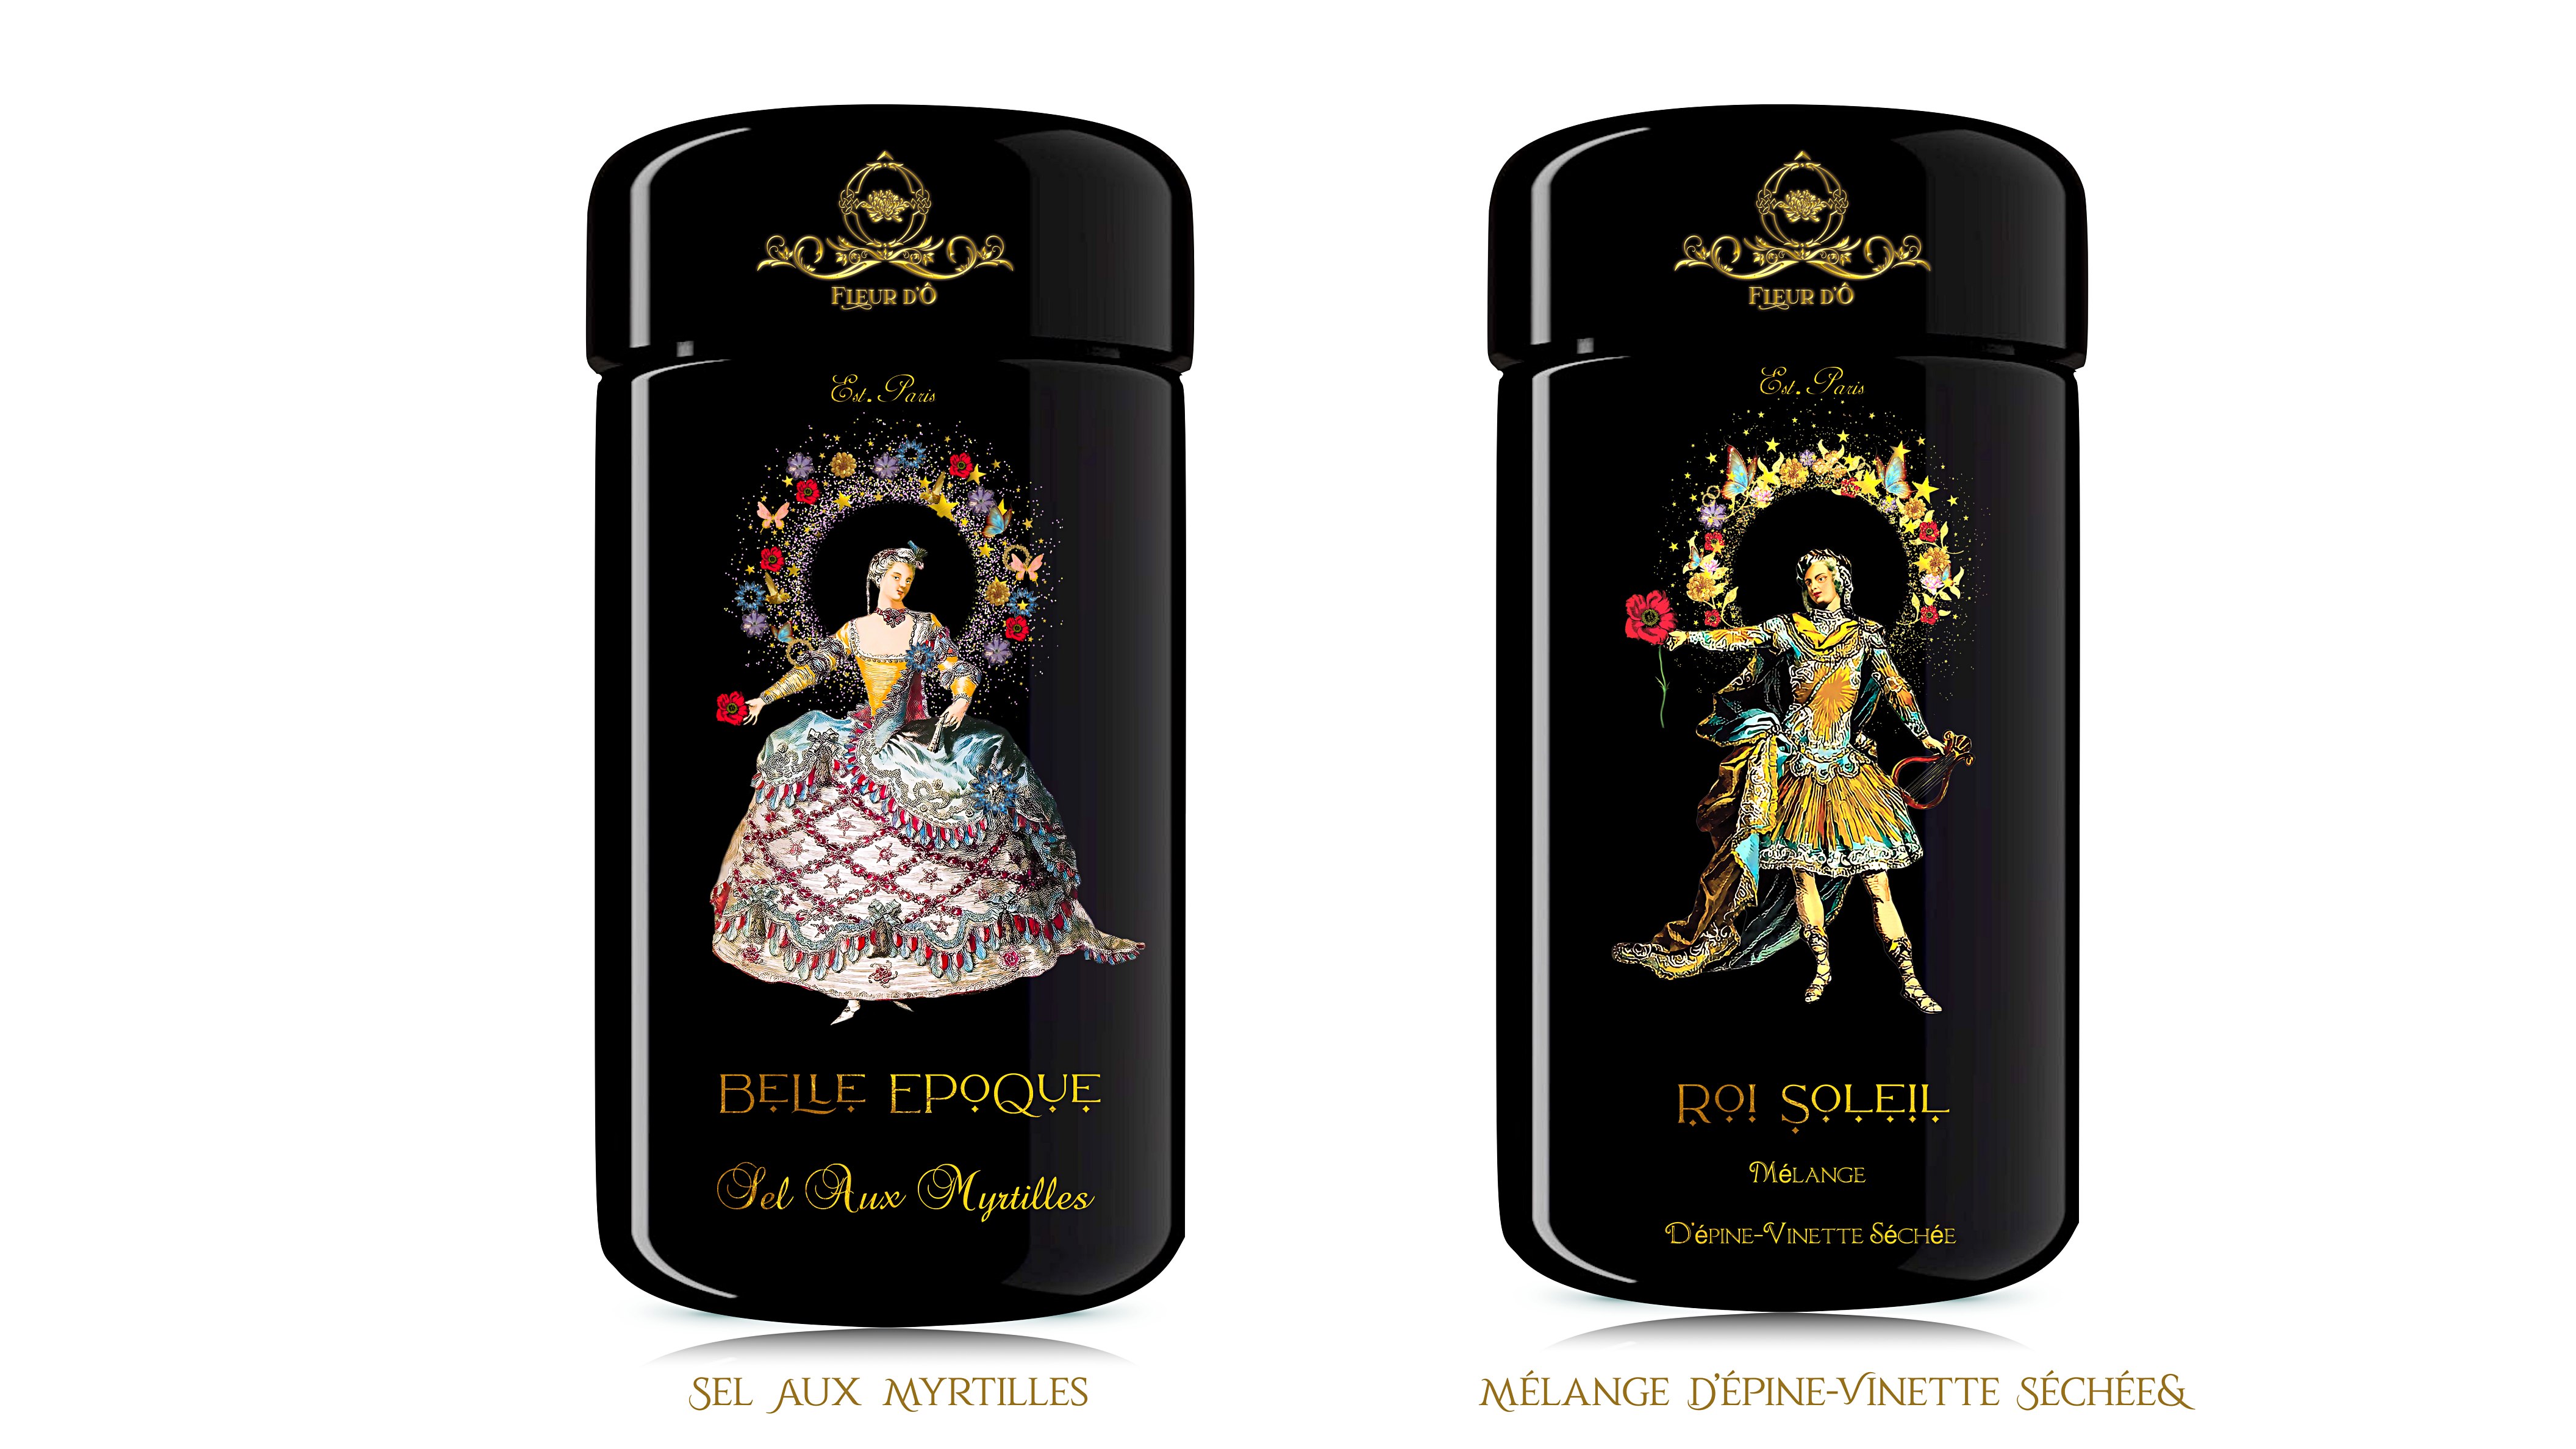 Fleur d'Ô
Est. Paris
Belle Epoque
Sel Aux Myrtilles
Sel aux Myrtilles
Fleur d'Ô
Est. Paris
Roi Soleil
Mélange
D'épine-Vinette Séchée
Mélange d'épine-Vinette Séchée&